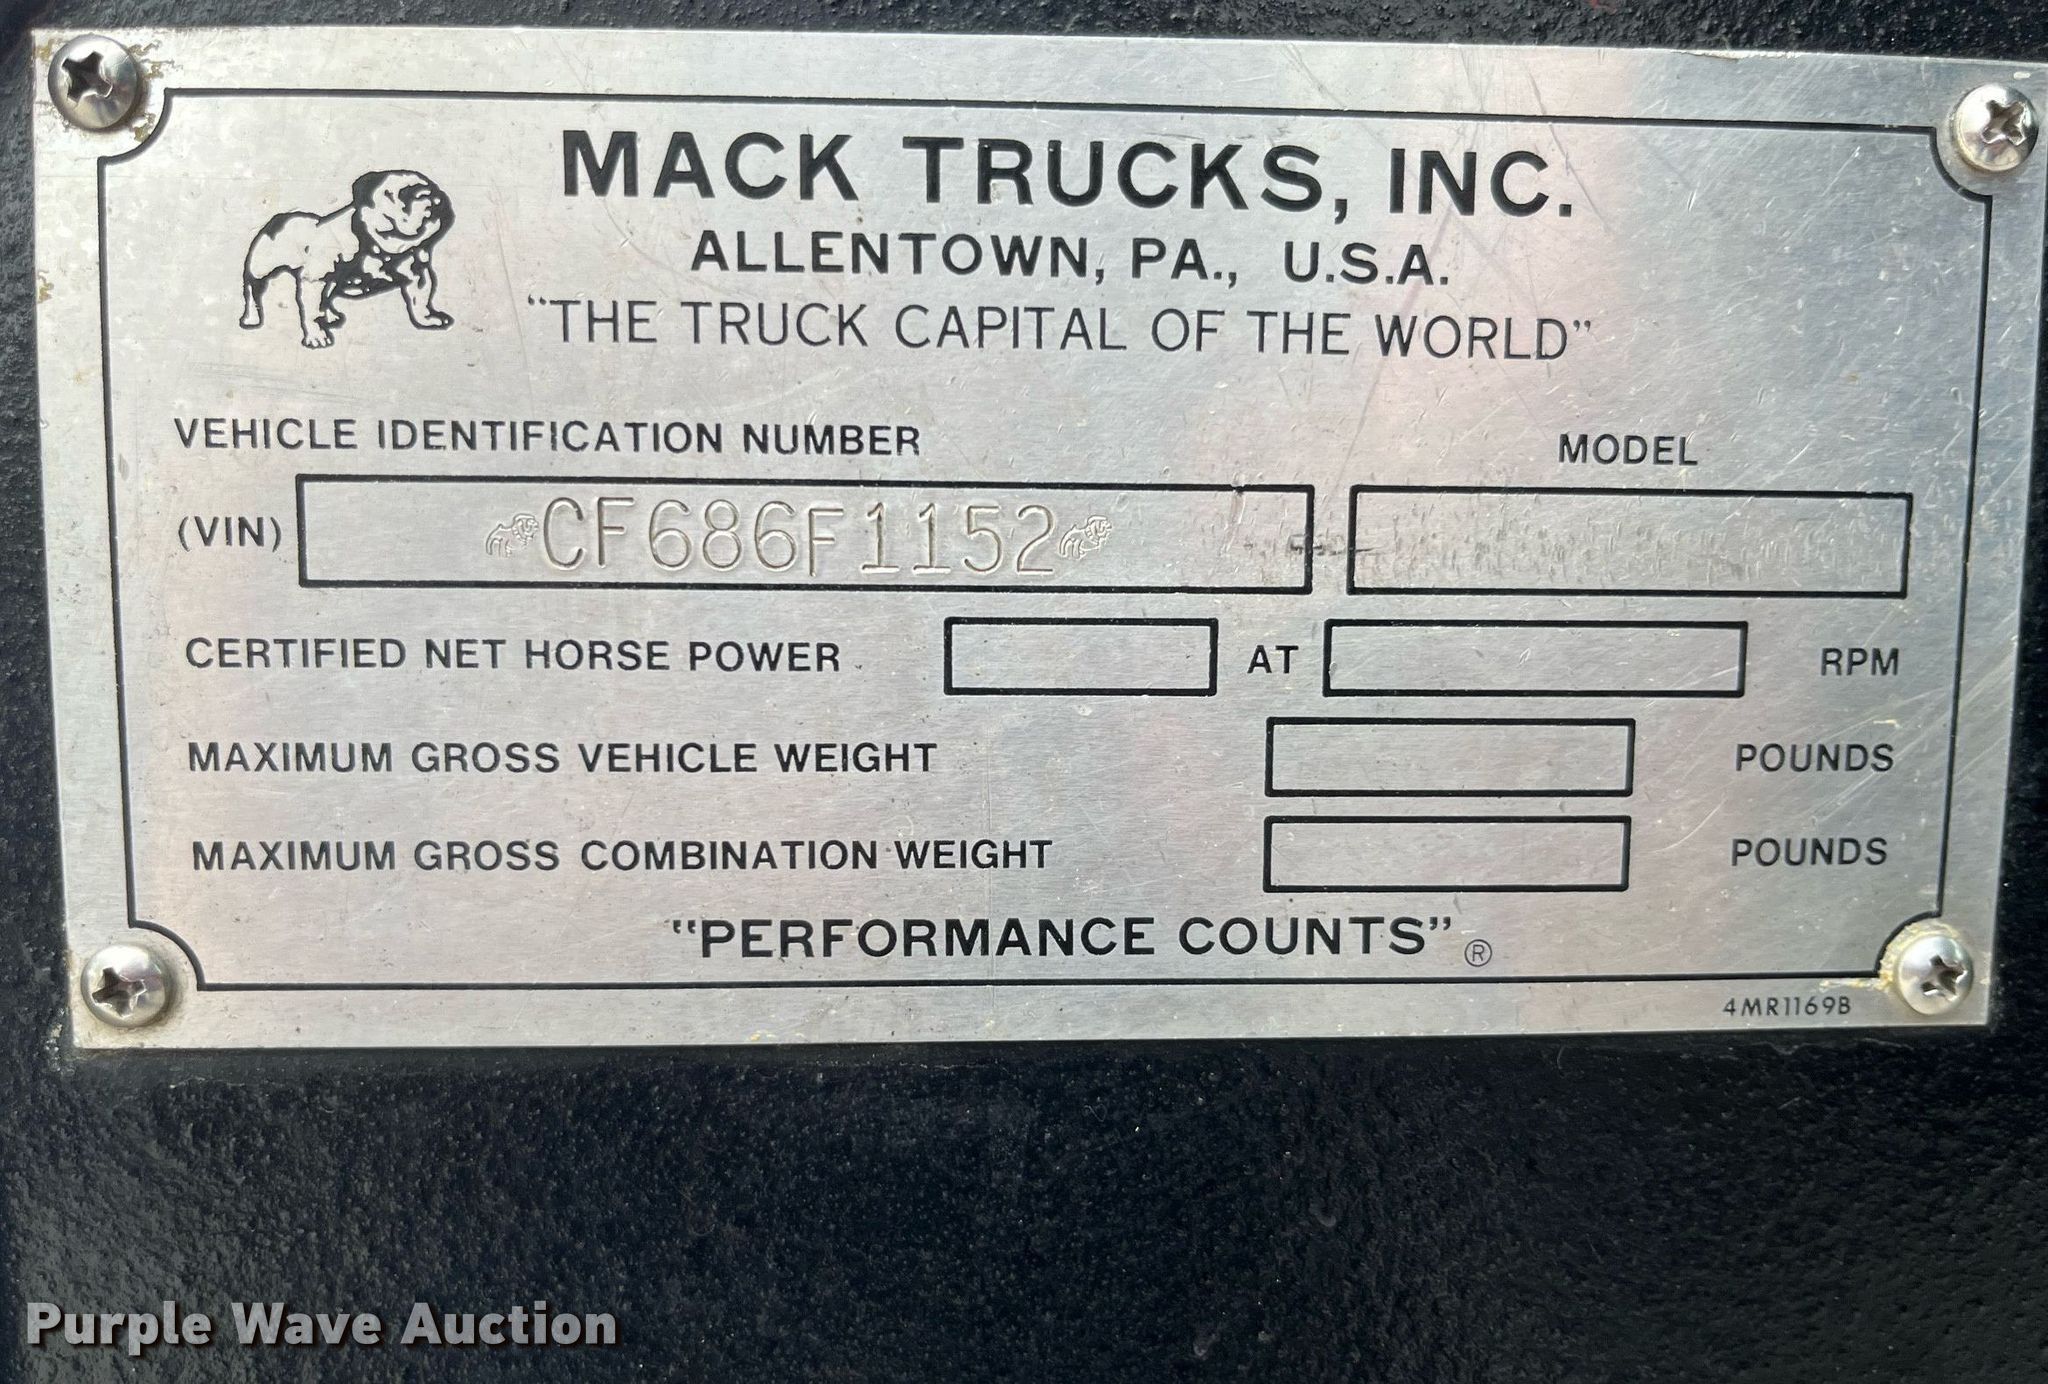 MACK TRUCKS, INC.
ALLENTOWN, PA., U.S.A.
"THE TRUCK CAPITAL OF THE WORLD"
VEHICLE IDENTIFICATION NUMBER MODEL
(VIN) CF686F1152
CERTIFIED NET HORSE POWER AT RPM
MAXIMUM GROSS VEHICLE WEIGHT POUNDS
MAXIMUM GROSS COMBINATION WEIGHT POUNDS
"PERFORMANCE COUNTS"®
4MR1169B
Purple Wave Auction